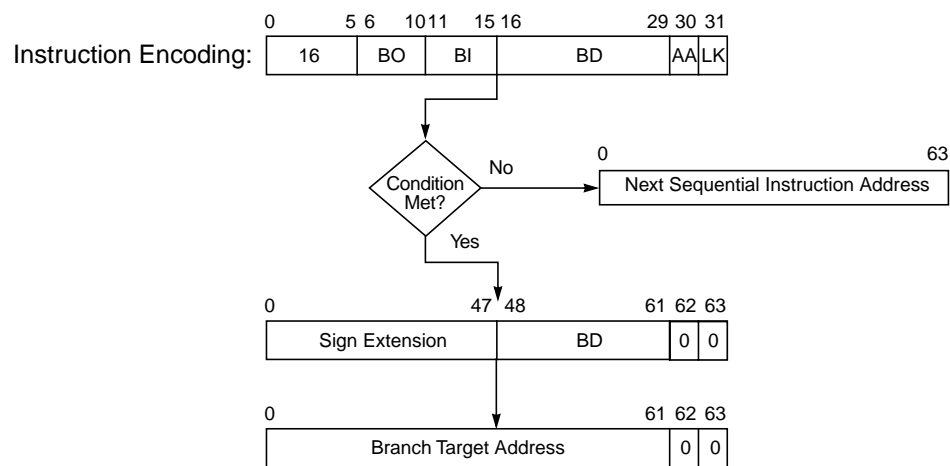 0 5 6 10 11 15 16 29 30 31
Instruction Encoding: 16 BO BI BD AA LK
Condition Met?
No
0 63
Next Sequential Instruction Address
Yes
0 47 48 61 62 63
Sign Extension BD 0 0
0 61 62 63
Branch Target Address 0 0